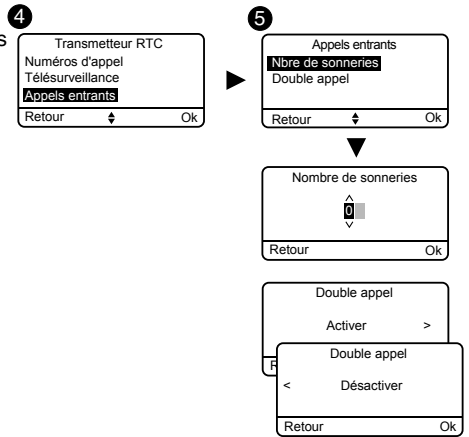 4
s
Transmetteur RTC
Numéros d'appel
Télésurveillance
Appels entrants
Retour Ok
5
Appels entrants
Nbre de sonneries
Double appel
Retour Ok
Nombre de sonneries
0
Retour Ok
Double appel
Activer >
R
Double appel
< Désactiver
Retour Ok